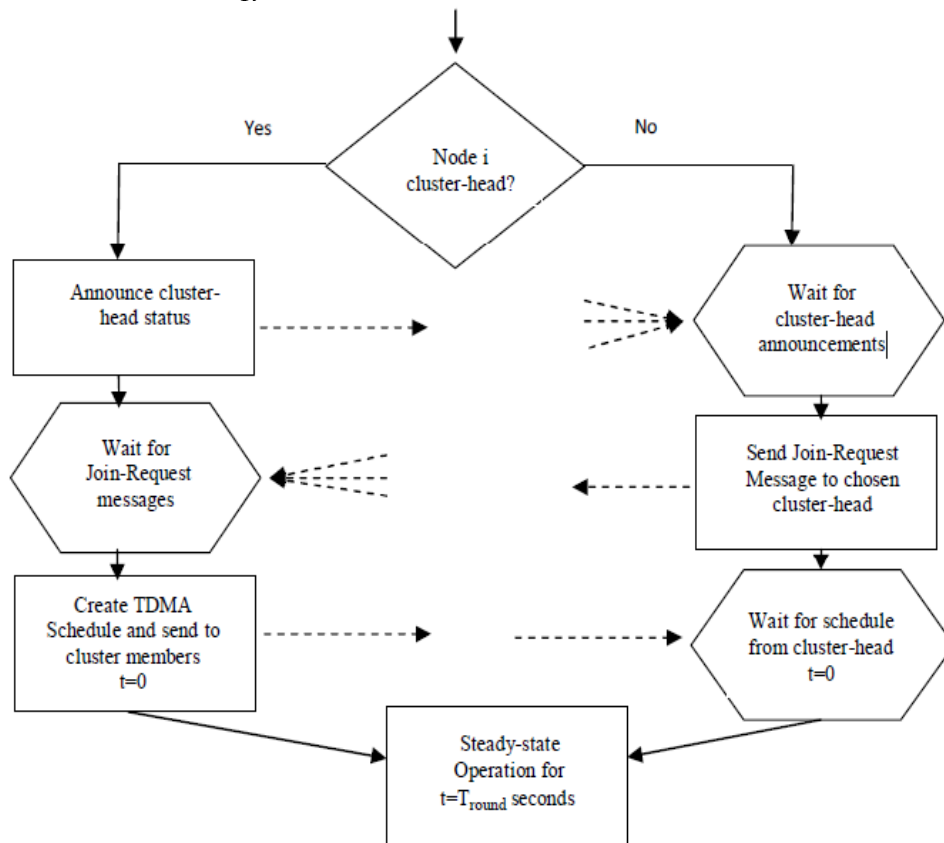 Yes
No
Node i
cluster-head?
Announce cluster-
head status
Wait for
cluster-head
announcements
Wait for
Join-Request
messages
Send Join-Request
Message to chosen
cluster-head
Create TDMA
Schedule and send to
cluster members
t=0
Wait for schedule
from cluster-head
t=0
Steady-state
Operation for
t=Tround seconds